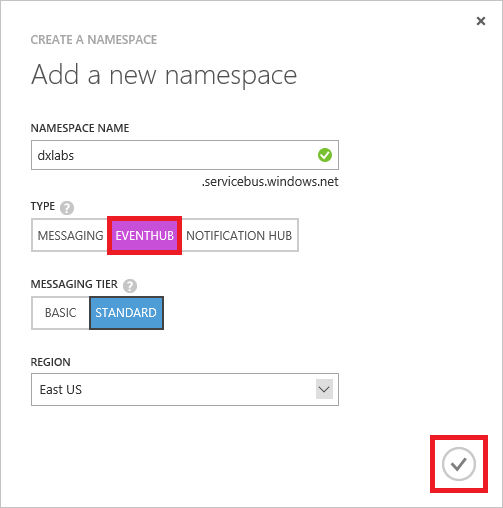 CREATE A NAMESPACE
Add a new namespace
NAMESPACE NAME
dxlabs
.servicebus.windows.net
TYPE ?
MESSAGING EVENTHUB NOTIFICATION HUB
MESSAGING TIER ?
BASIC STANDARD
REGION
East US